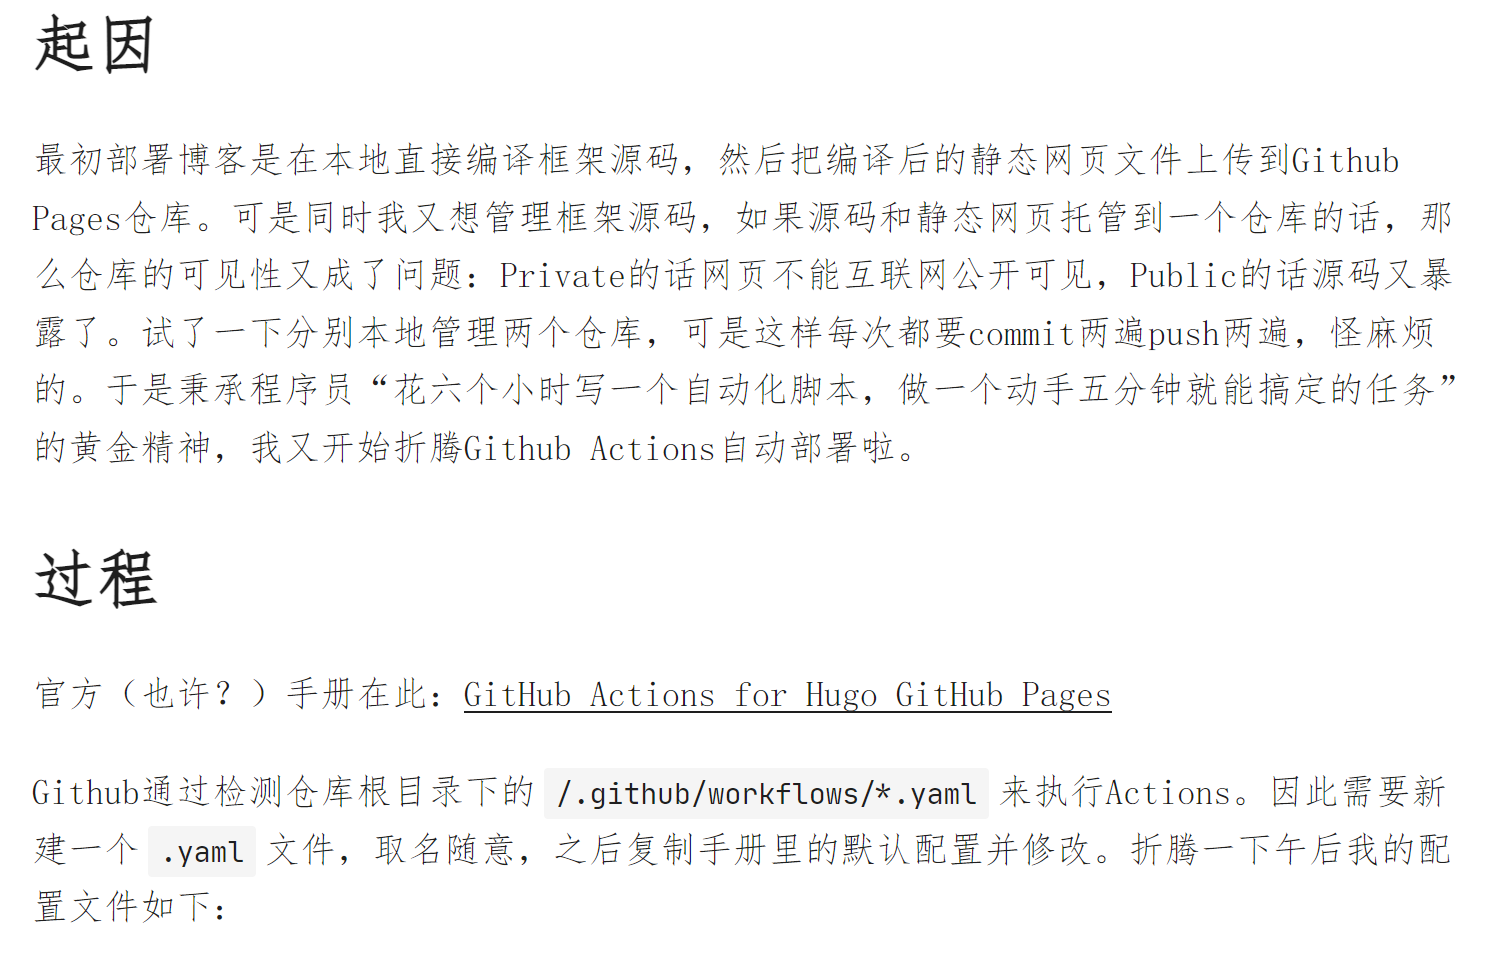 起因
最初部署博客是在本地直接编译框架源码，然后把编译后的静态网页文件上传到Github
Pages仓库。可是同时我又想管理框架源码，如果源码和静态网页托管到一个仓库的话，那
么仓库的可见性又成了问题：Private的话网页不能互联网公开可见，Public的话源码又暴
露了。试了一下分别本地管理两个仓库，可是这样每次都要commit两遍push两遍，怪麻烦
的。于是秉承程序员“花六个小时写一个自动化脚本，做一个动手五分钟就能搞定的任务”
的黄金精神，我又开始折腾Github Actions自动部署啦。
过程
官方（也许？）手册在此：GitHub Actions for Hugo GitHub Pages
Github通过检测仓库根目录下的 /.github/workflows/*.yaml 来执行Actions。因此需要新
建一个 .yaml 文件，取名随意，之后复制手册里的默认配置并修改。折腾一下午后我的配
置文件如下：